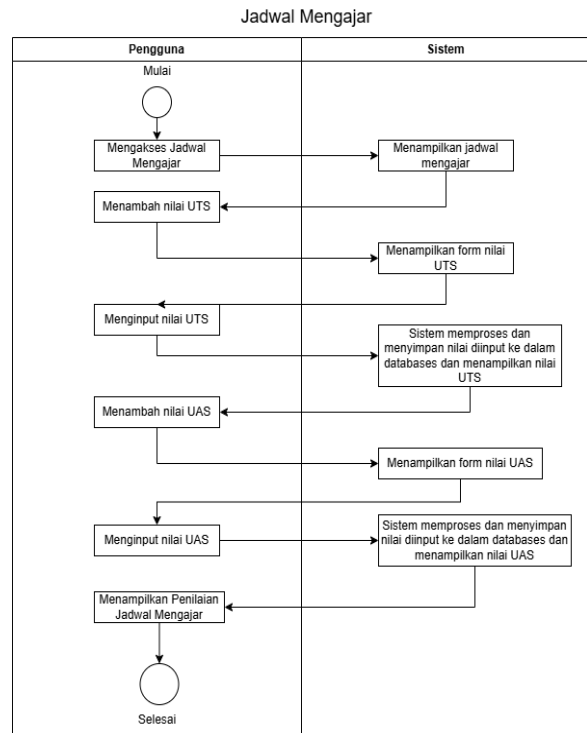 Jadwal Mengajar
Pengguna
Sistem
Mulai
Mengakses Jadwal
Mengajar
Menampilkan jadwal
mengajar
Menambah nilai UTS
Menampilkan form nilai
UTS
Menginput nilai UTS
Sistem memproses dan
menyimpan nilai diinput ke dalam
databases dan menampilkan nilai
UTS
Menambah nilai UAS
Menampilkan form nilai UAS
Menginput nilai UAS
Sistem memproses dan menyimpan
nilai diinput ke dalam databases dan
menampilkan nilai UAS
Menampilkan Penilaian
Jadwal Mengajar
Selesai